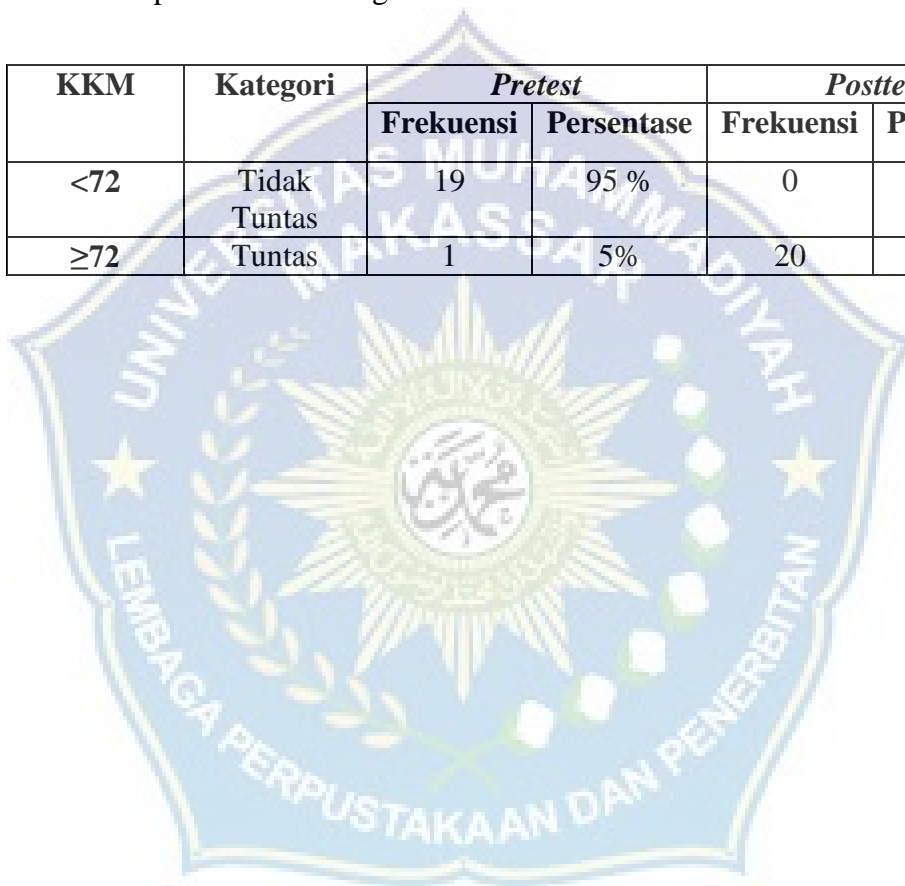 KKM Kategori Pretest
Frekuensi Persentase Frekuensi
<72 Tidak Tuntas 19 95 % 0
≥72 Tuntas 1 5% 20
UNIVERSITAS MUHAMMADIYAH
MAKASSAR
LEMBAGA PERPUSTAKAAN DAN PENERBITAN